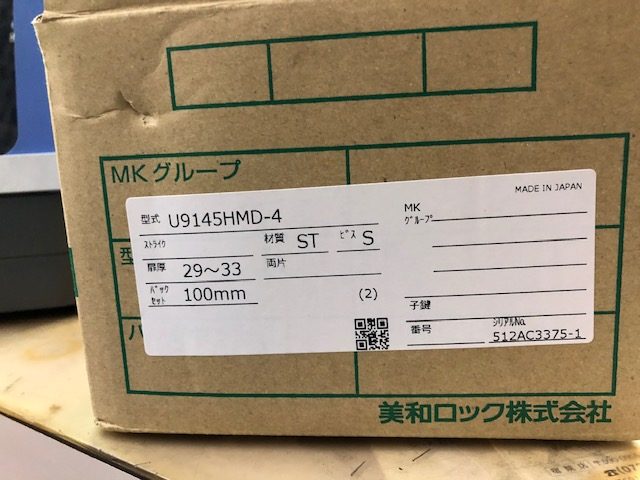 MKグループ
MADE IN JAPAN
型式 U9145HMD-4
MK
ｸﾞﾙｰﾌﾟ
ｽﾄﾗｲｸ 材質 ST ﾋﾞｽ S
扉厚 29～33 両片
ﾊﾞｯｸ
ｾｯﾄ 100mm (2)
子鍵
番号 ｼﾘｱﾙNo. 512AC3375-1
型
バ
美和ロック株式会社